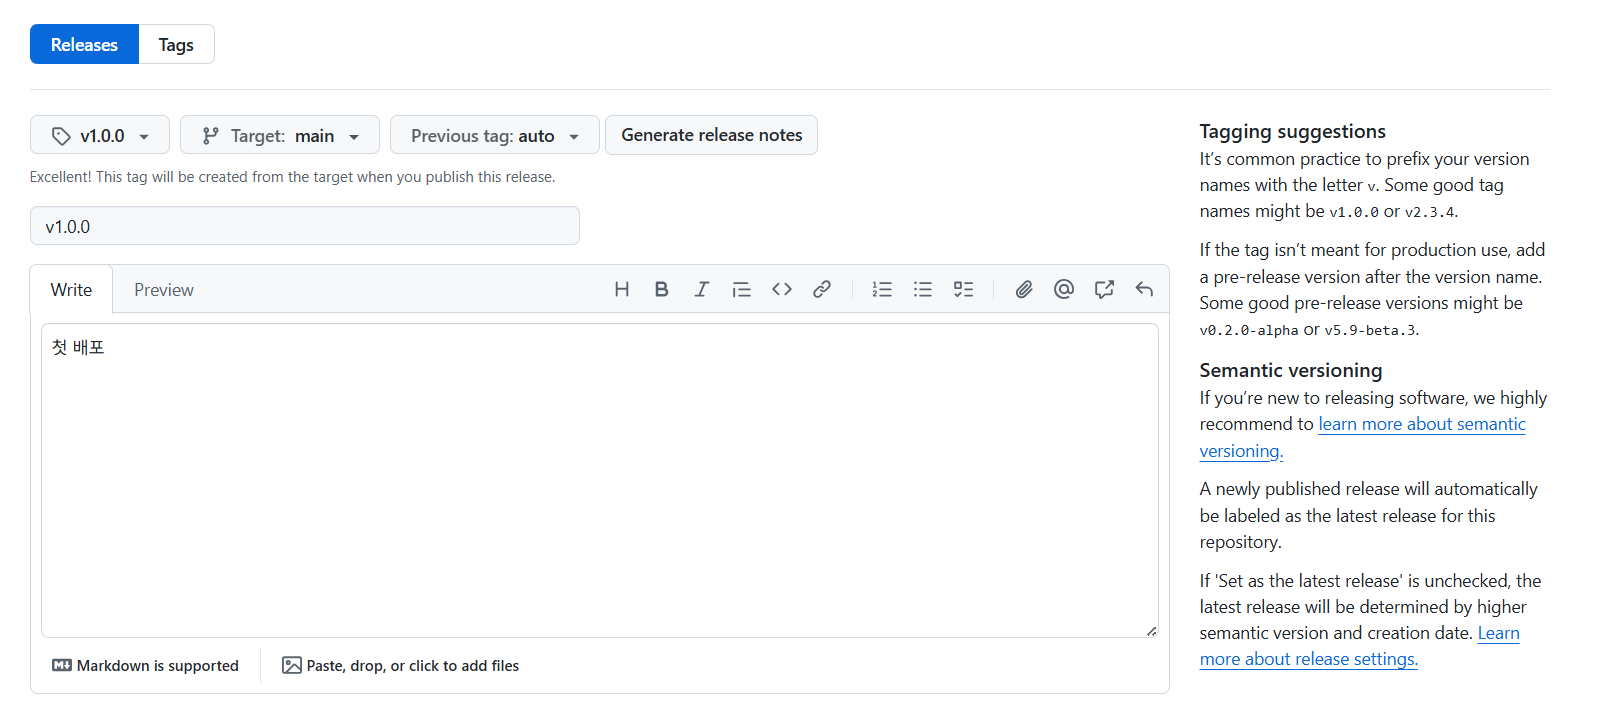 Releases Tags
v1.0.0 Target: main Previous tag: auto Generate release notes
Excellent! This tag will be created from the target when you publish this release.
v1.0.0
Write Preview
첫 배포
Markdown is supported Paste, drop, or click to add files
Tagging suggestions
It's common practice to prefix your version
names with the letter v. Some good tag
names might be v1.0.0 or v2.3.4.
If the tag isn't meant for production use, add
a pre-release version after the version name.
Some good pre-release versions might be
v0.2.0-alpha or v5.9-beta.3.
Semantic versioning
If you're new to releasing software, we highly
recommend to learn more about semantic
versioning.
A newly published release will automatically
be labeled as the latest release for this
repository.
If 'Set as the latest release' is unchecked, the
latest release will be determined by higher
semantic version and creation date. Learn
more about release settings.